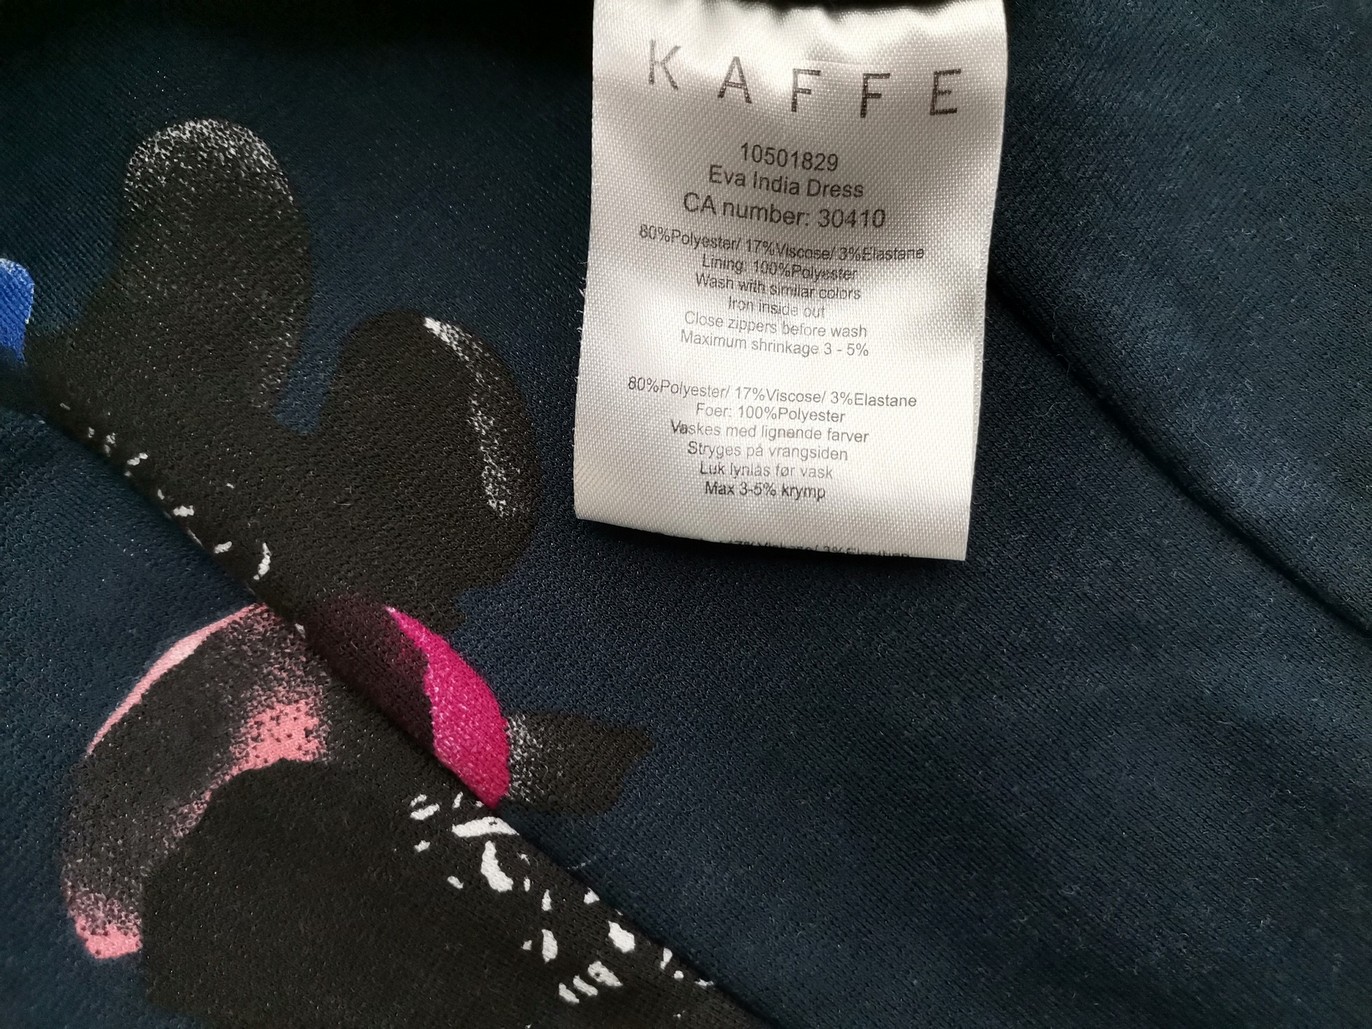 KAFFE
10501829
Eva India Dress
CA number: 30410
80%Polyester/ 17%Viscose/ 3%Elastane
Lining: 100%Polyester
Wash with similar colors
Iron inside out
Close zippers before wash
Maximum shrinkage 3 - 5%
80%Polyester/ 17%Viscose/ 3%Elastane
Foer: 100%Polyester
Vaskes med lignende farver
Stryges på vrangsiden
Luk lynlås før vask
Max 3-5% krymp